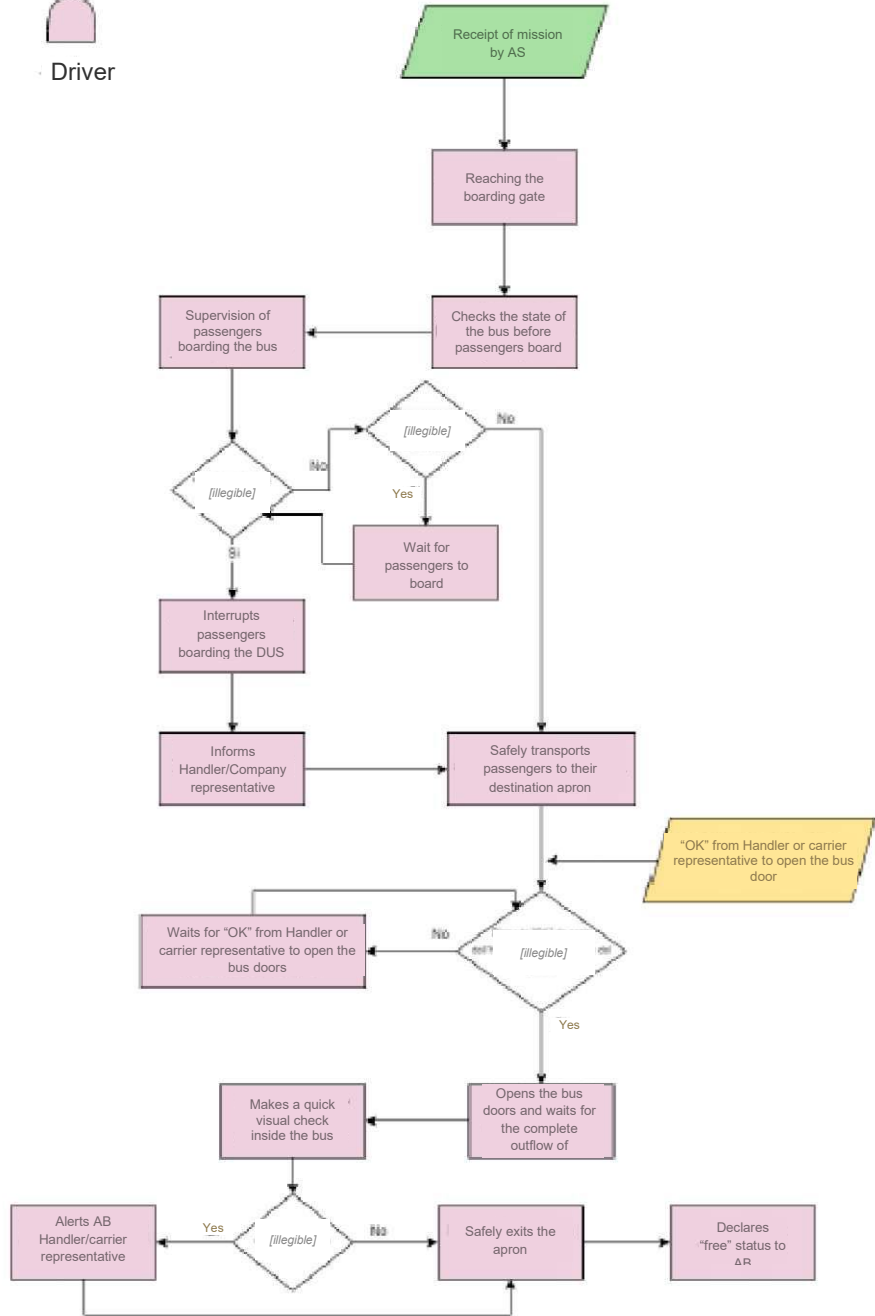 Driver
Receipt of mission
by AS
Reaching the
boarding gate
Checks the state of
the bus before
passengers board
Supervision of
passengers
boarding the bus
[illegible]
No
[illegible]
No
Yes
Wait for
passengers to
board
Si
Interrupts
passengers
boarding the DUS
Informs
Handler/Company
representative
Safely transports
passengers to their
destination apron
"OK" from Handler or carrier
representative to open the bus
door
Waits for "OK" from Handler or
carrier representative to open the
bus doors
No
[illegible]
Yes
Opens the bus
doors and waits for
the complete
outflow of
Makes a quick
visual check
inside the bus
Alerts AB
Handler/carrier
representative
Yes
[illegible]
No
Safely exits the
apron
Declares
"free" status to
AB